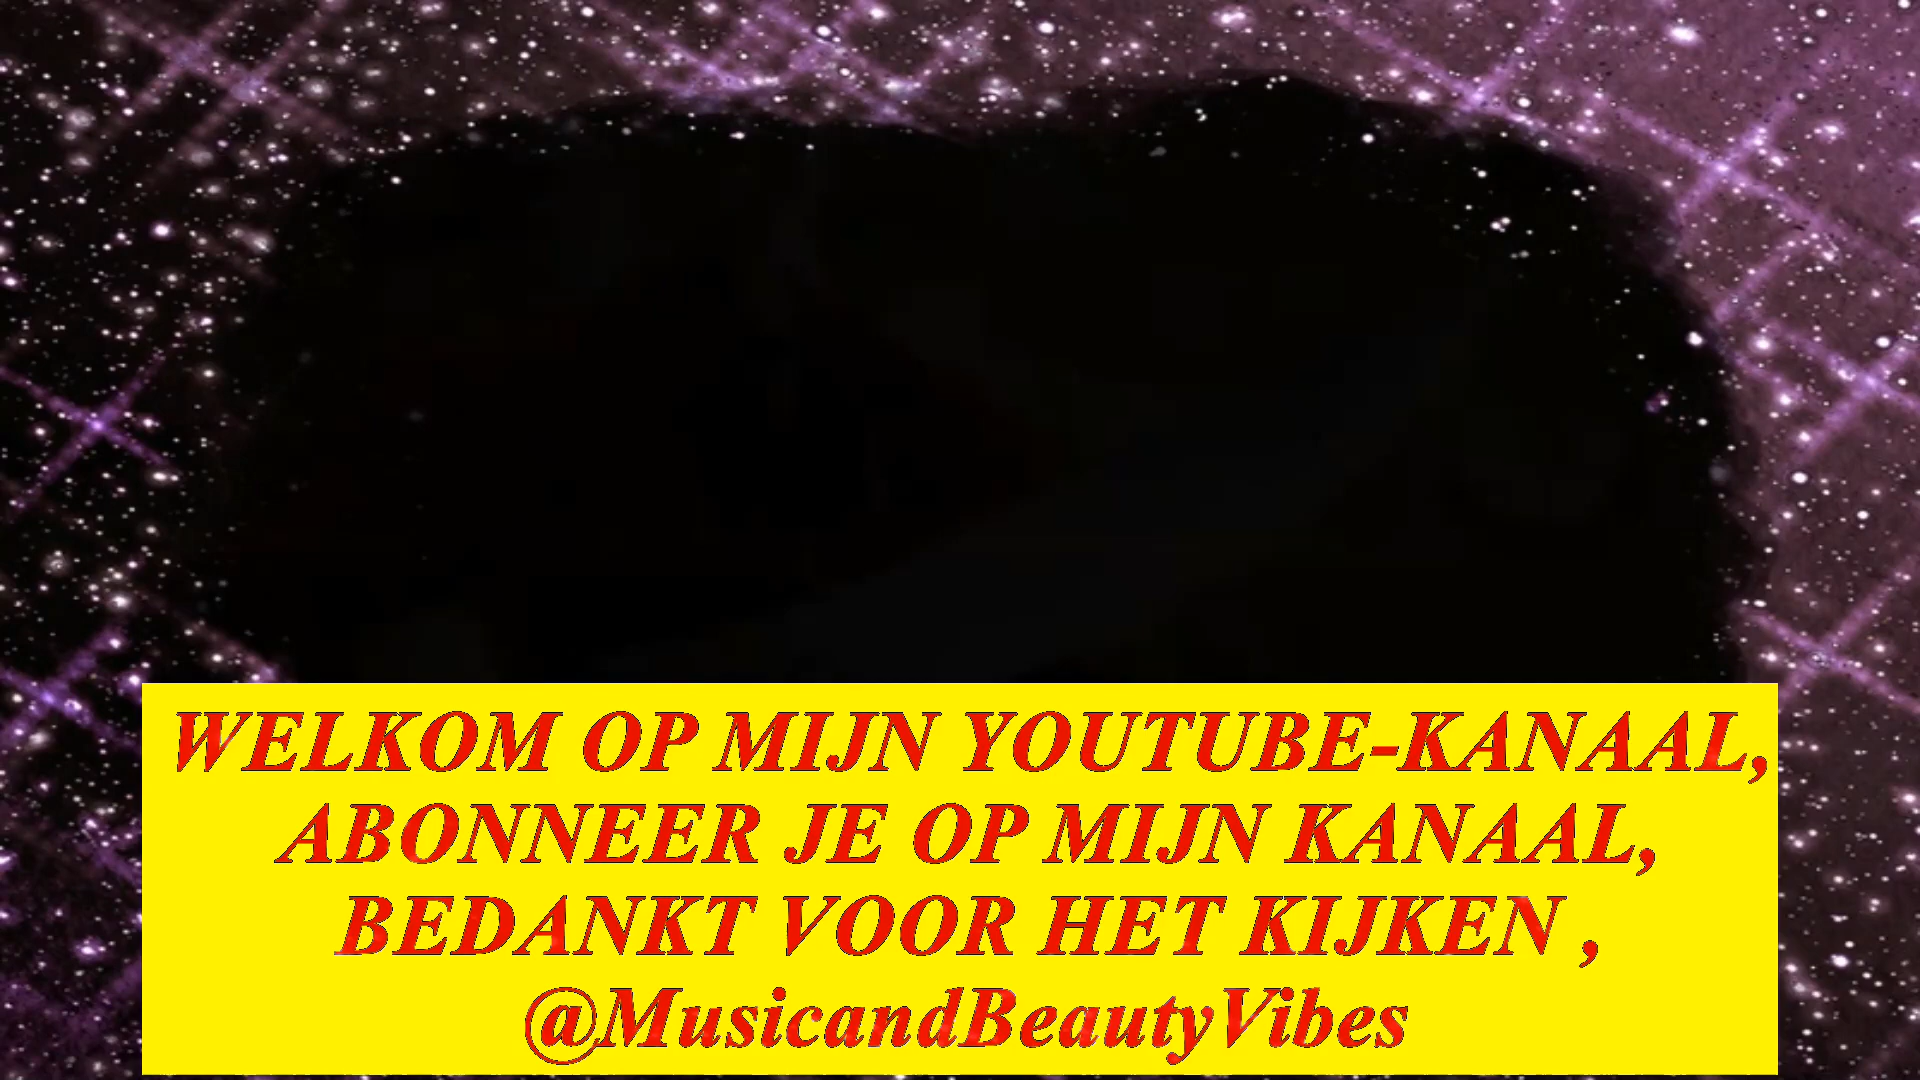 WELKOM OP MIJN YOUTUBE-KANAAL,
ABONNEER JE OP MIJN KANAAL,
BEDANKT VOOR HET KIJKEN ,
@MusicandBeautyVibes